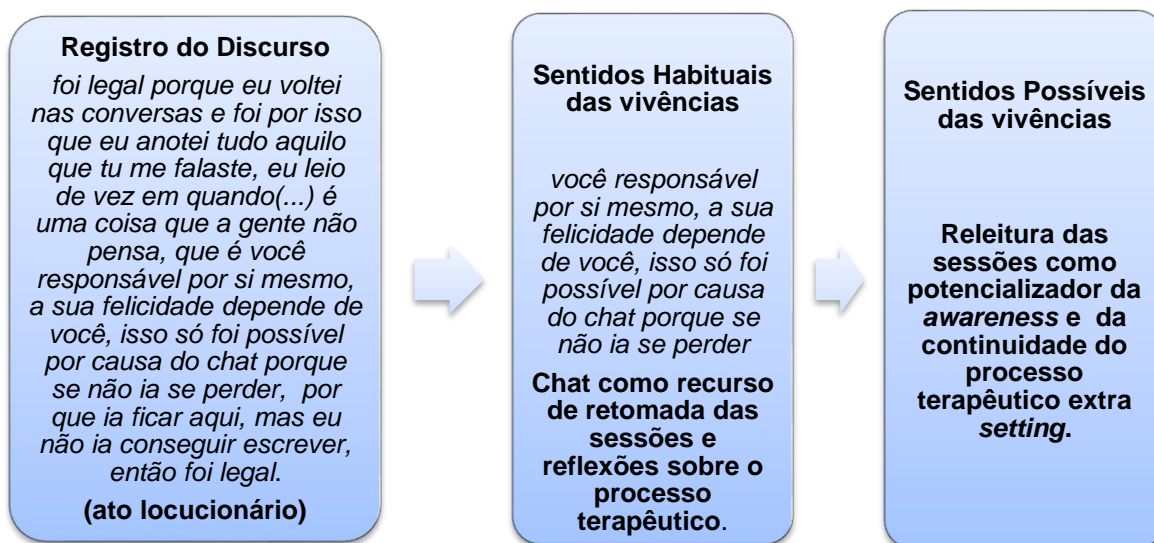 Registro do Discurso
foi legal porque eu voltei
nas conversas e foi por isso
que eu anotei tudo aquilo
que tu me falaste, eu leio
de vez em quando(...) é
uma coisa que a gente não
pensa, que é você
responsável por si mesmo,
a sua felicidade depende de
você, isso só foi possível
por causa do chat porque
se não ia se perder, por
que ia ficar aqui, mas eu
não ia conseguir escrever,
então foi legal.
(ato locucionário)
Sentidos Habituais
das vivências
você responsável
por si mesmo, a sua
felicidade depende
de você, isso só foi
possível por causa
do chat porque se
não ia se perder
Chat como recurso
de retomada das
sessões e
reflexões sobre o
processo
terapêutico.
Sentidos Possíveis
das vivências
Releitura das
sessões como
potencializador da
awareness e da
continuidade do
processo
terapêutico extra
setting.